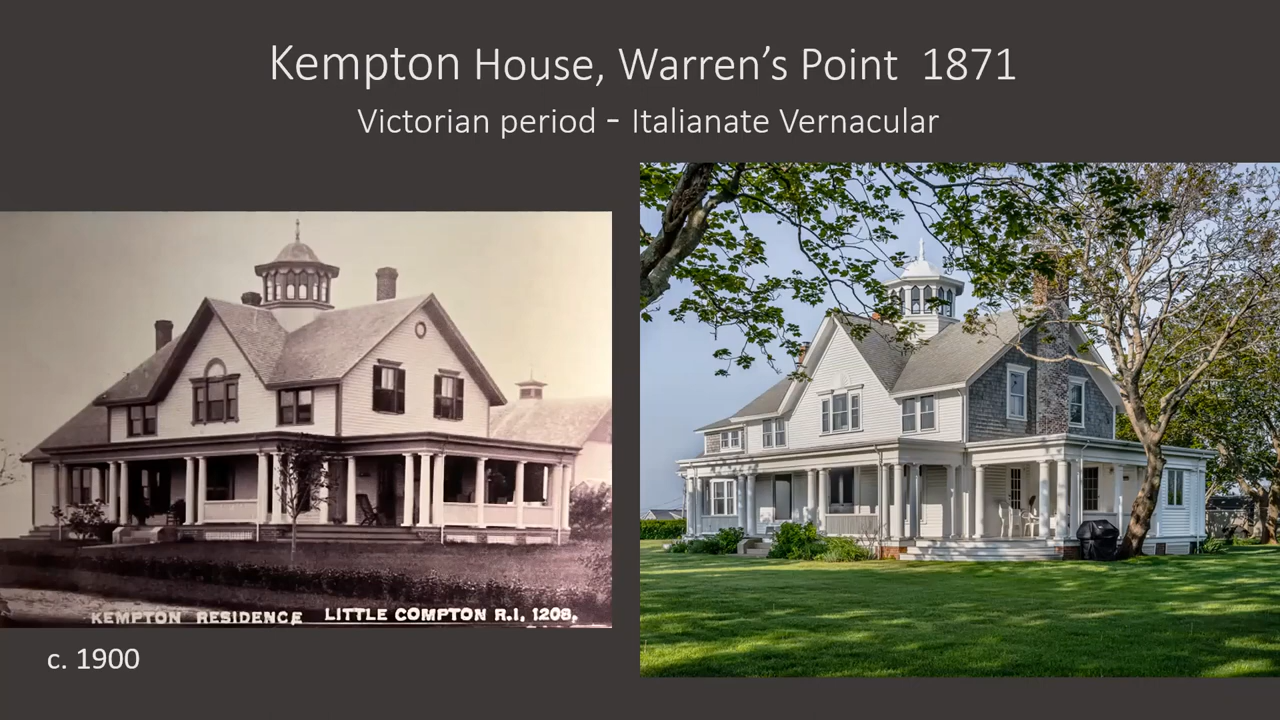 Kempton House, Warren's Point 1871
Victorian period - Italianate Vernacular
KEMPTON RESIDENCE LITTLE COMPTON R.I. 1208.
c. 1900